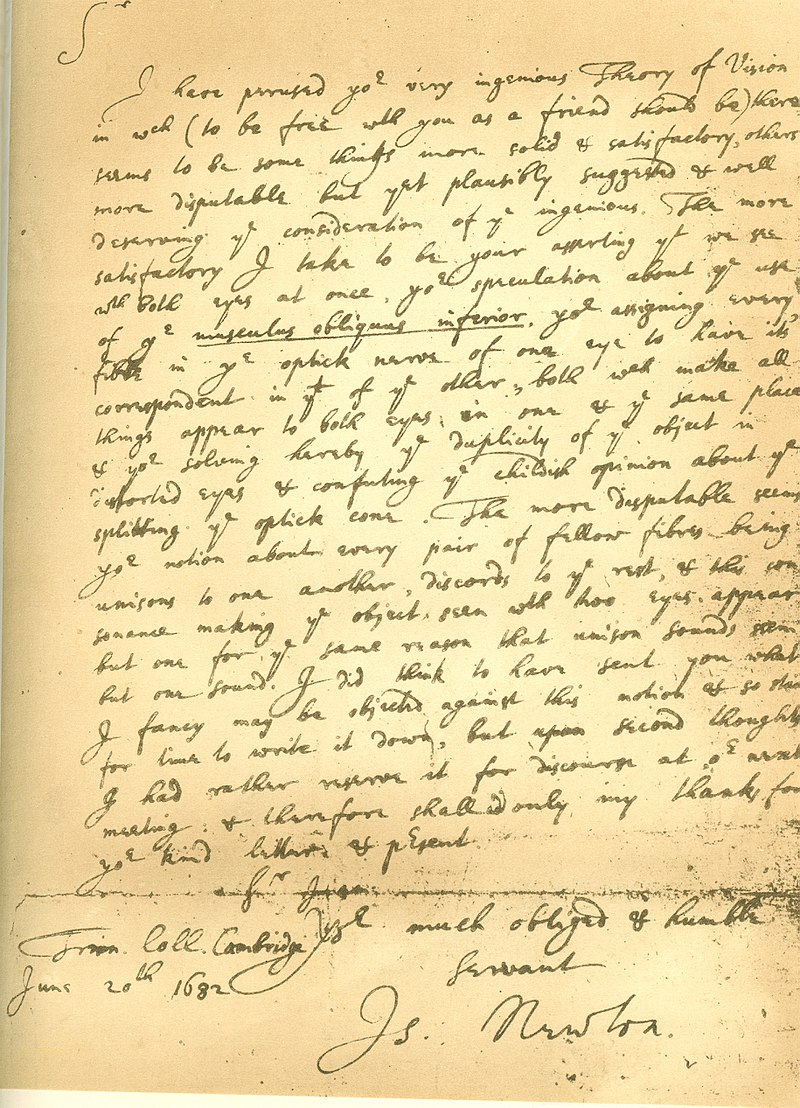 Sr
I have perused yor very ingenious Theory of Vision
in wch (to be free wth you as a friend should be) there
seems to be some things more solid & satisfactory, others
more disputable but yet plausibly suggested & well
deserving ye consideration of ye ingenious. The more
satisfactory I take to be your asserting yt we see
wth both eyes at once, yor speculation about ye use
of ye musculus obliquus inferior, yor assigning every
fibre in ye optick nerve of one eye to have its
correspondent in yt of ye other, both wch make all
things appear to both eyes in one & ye same place
& yor solving hereby ye duplicity of ye object in
distorted eyes & confuting ye childish opinion about ye
splitting ye optick cone. The more disputable seems
yor notion about every pair of fellow fibres being
unisons to one another, discords to ye rest, & this con
sonance making ye object seen wth two eyes appear
but one for ye same reason that unison sounds seem
but one sound. I did think to have sent you what
I fancy may be objected against this notion & so
for time to write it down, but upon second thoughts
I had rather reserve it for discourse at or next
meeting: & therefore shall only my thanks for
yor kind letter & present.
Sr
Yor much obliged & humble
Servant
Trin. Coll. Cambridge
June 20th 1682
Is. Newton.